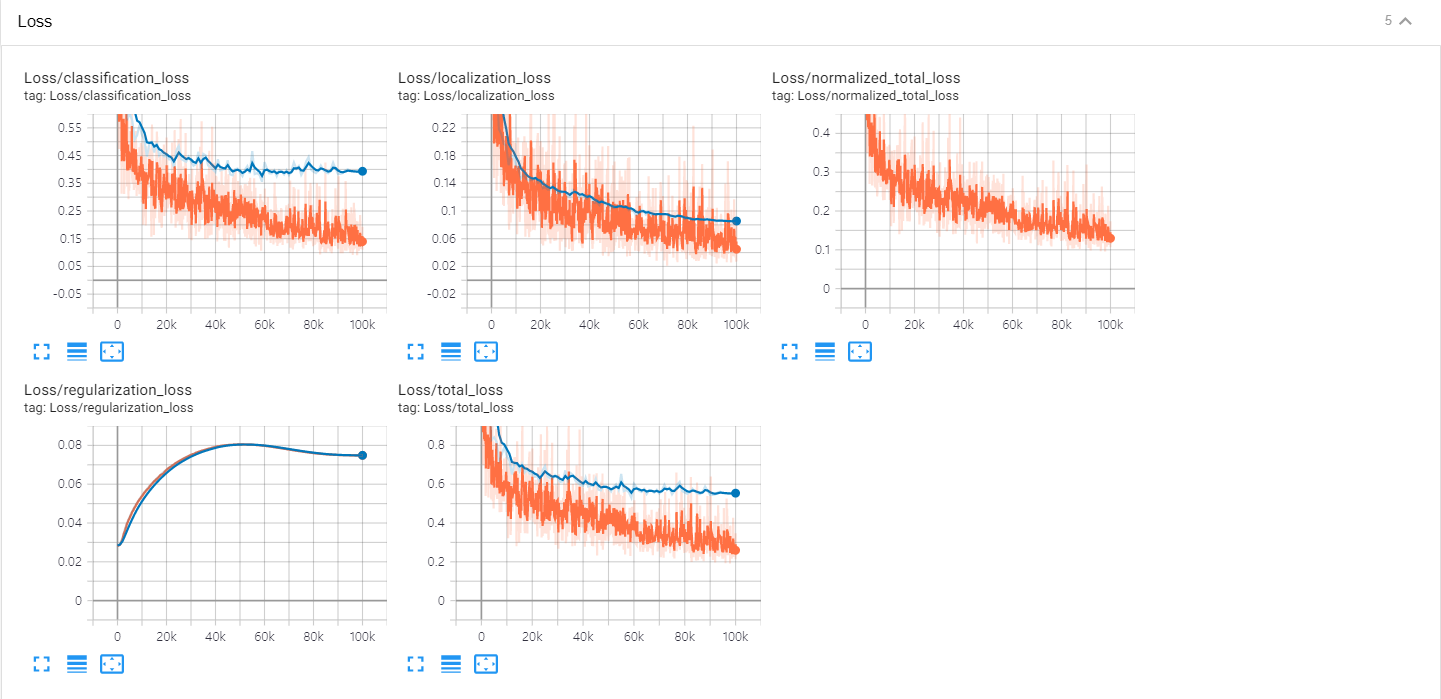 Loss
5
Loss/classification_loss
tag: Loss/classification_loss
0.55
0.45
0.35
0.25
0.15
0.05
-0.05
0 20k 40k 60k 80k 100k
Loss/localization_loss
tag: Loss/localization_loss
0.22
0.18
0.14
0.1
0.06
0.02
-0.02
0 20k 40k 60k 80k 100k
Loss/normalized_total_loss
tag: Loss/normalized_total_loss
0.4
0.3
0.2
0.1
0
0 20k 40k 60k 80k 100k
Loss/regularization_loss
tag: Loss/regularization_loss
0.08
0.06
0.04
0.02
0
0 20k 40k 60k 80k 100k
Loss/total_loss
tag: Loss/total_loss
0.8
0.6
0.4
0.2
0
0 20k 40k 60k 80k 100k